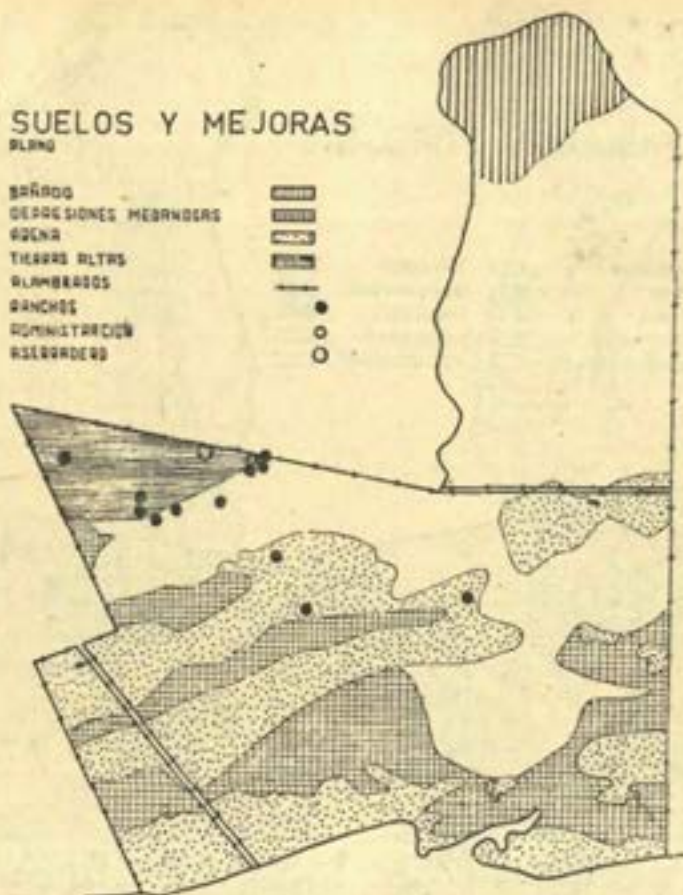 SUELOS Y MEJORAS
PLANO
BAÑADO
DEPRESIONES MEDANOSAS
ARENA
TIERRAS ALTAS
ALAMBRADOS
RANCHOS
ADMINISTRACIÓN
ASERRADERO